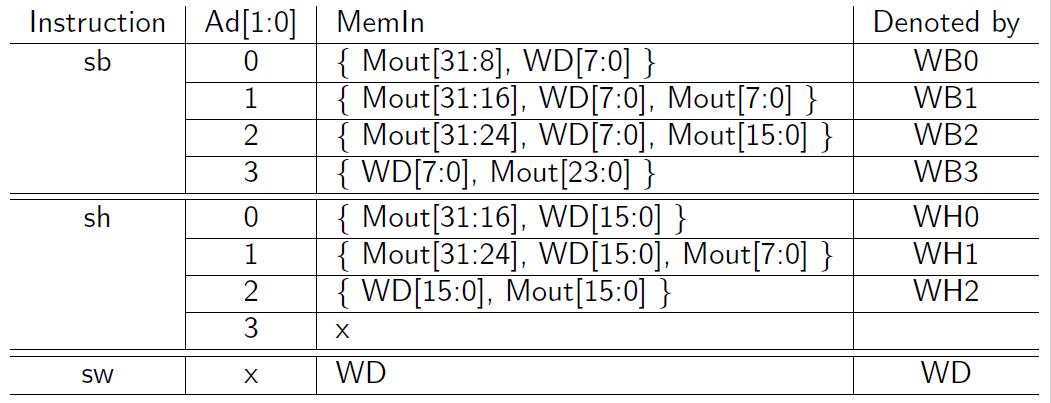 Instruction Ad[1:0] MemIn Denoted by
sb 0 { Mout[31:8], WD[7:0] } WB0
1 { Mout[31:16], WD[7:0], Mout[7:0] } WB1
2 { Mout[31:24], WD[7:0], Mout[15:0] } WB2
3 { WD[7:0], Mout[23:0] } WB3
sh 0 { Mout[31:16], WD[15:0] } WH0
1 { Mout[31:24], WD[15:0], Mout[7:0] } WH1
2 { WD[15:0], Mout[15:0] } WH2
3 x
sw x WD WD